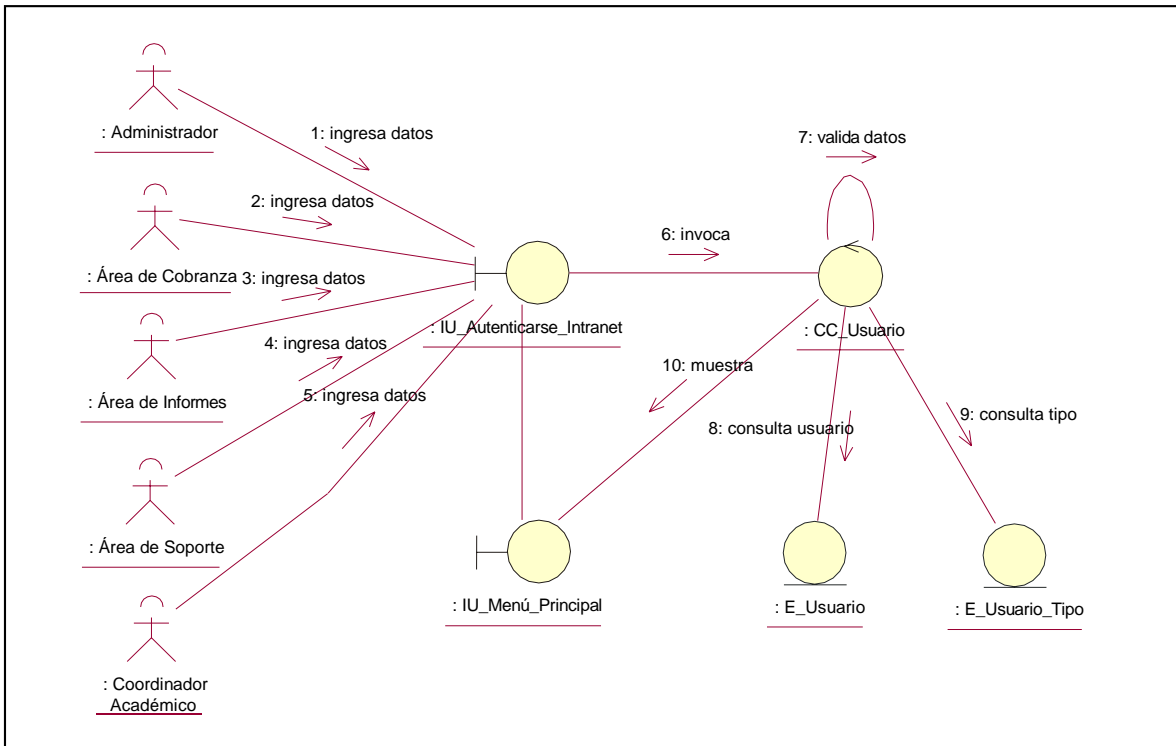 : Administrador
1: ingresa datos
7: valida datos
2: ingresa datos
6: invoca
: Área de Cobranza
3: ingresa datos
: IU_Autenticarse_Intranet
: CC_Usuario
4: ingresa datos
10: muestra
: Área de Informes
5: ingresa datos
8: consulta usuario
9: consulta tipo
: Área de Soporte
: IU_Menú_Principal
: E_Usuario
: E_Usuario_Tipo
: Coordinador
Académico